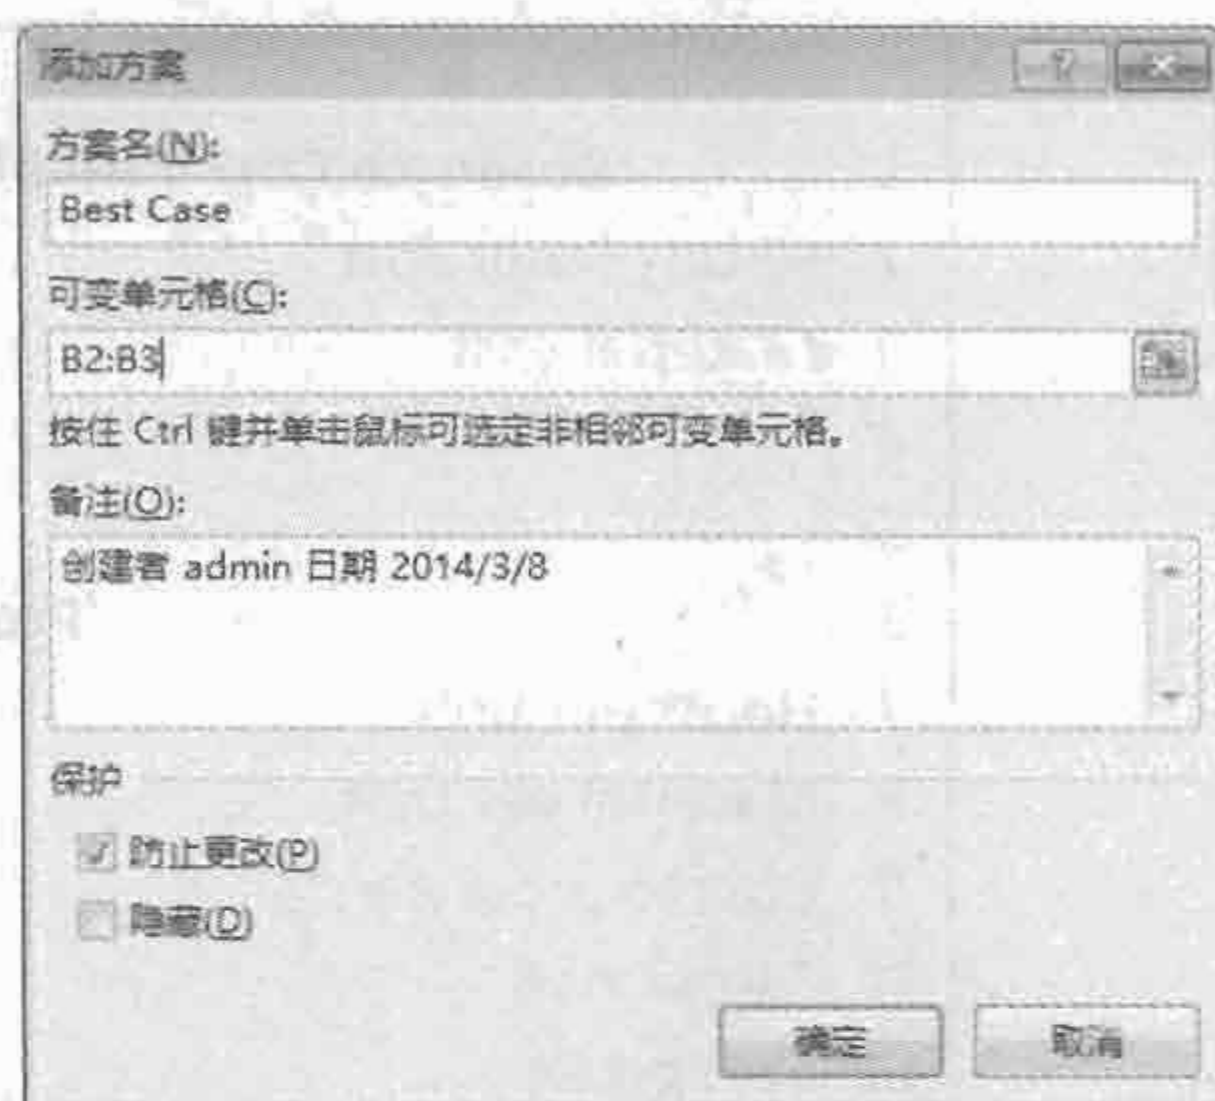 添加方案
方案名(N):
Best Case
可变单元格(C):
B2:B3
按住 Ctrl 键并单击鼠标可选定非相邻可变单元格。
备注(O):
创建者 admin 日期 2014/3/8
保护
防止更改(P)
隐藏(D)
确定 取消